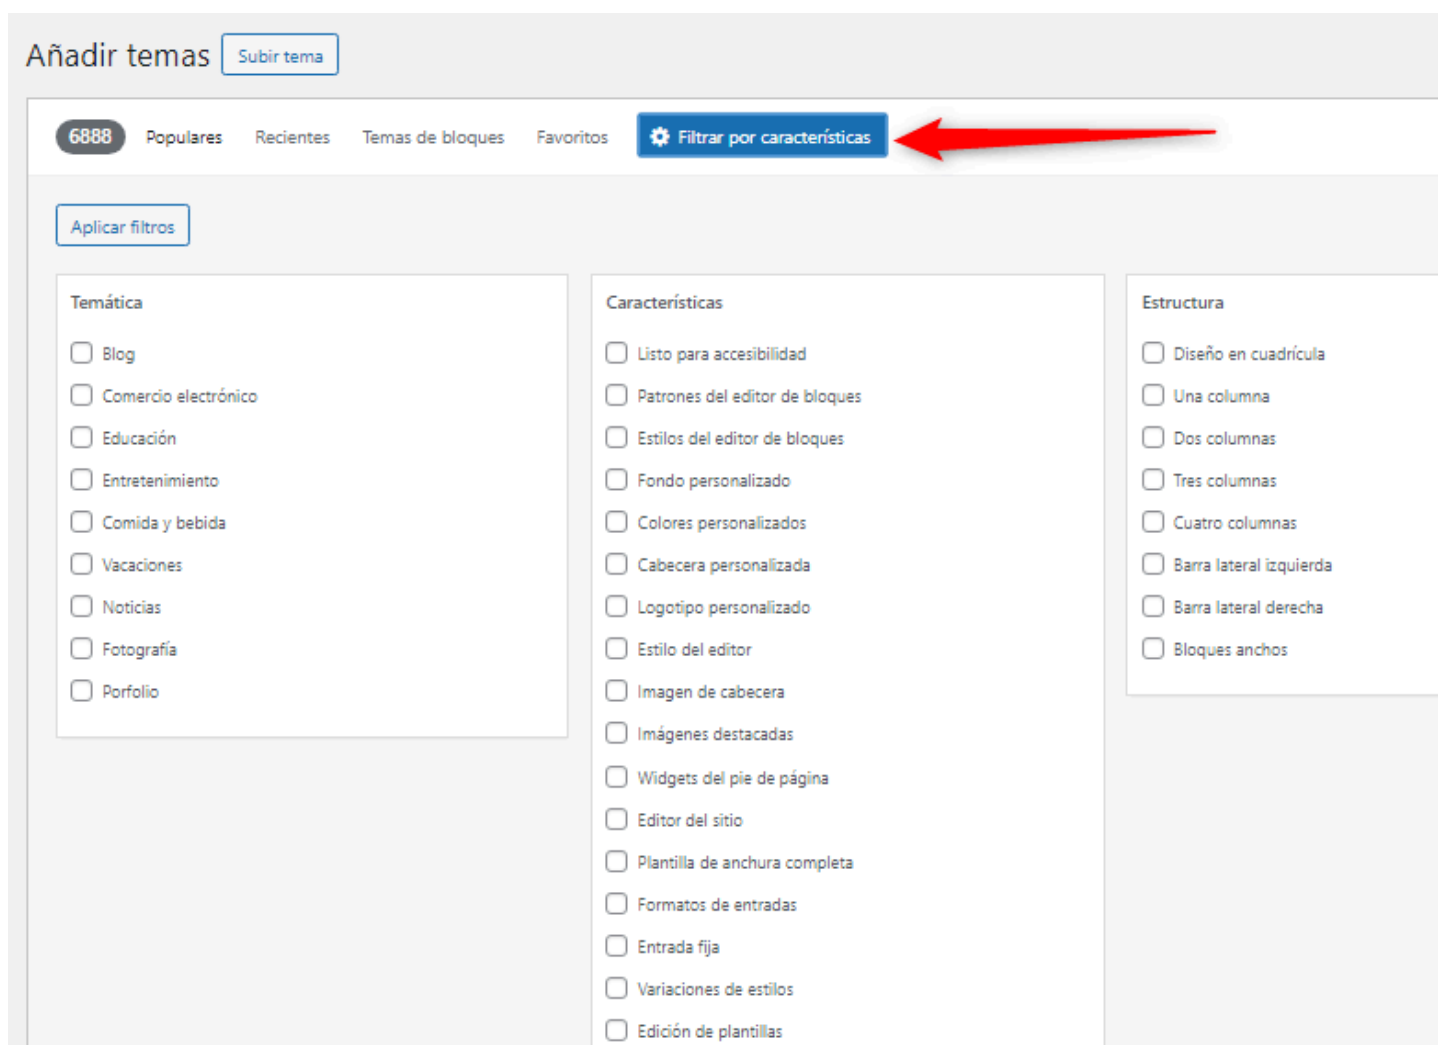 Añadir temas
Subir tema
6888
Populares
Recientes
Temas de bloques
Favoritos
Filtrar por características
Aplicar filtros
Temática
Blog
Comercio electrónico
Educación
Entretenimiento
Comida y bebida
Vacaciones
Noticias
Fotografía
Porfolio
Características
Listo para accesibilidad
Patrones del editor de bloques
Estilos del editor de bloques
Fondo personalizado
Colores personalizados
Cabecera personalizada
Logotipo personalizado
Estilo del editor
Imagen de cabecera
Imágenes destacadas
Widgets del pie de página
Editor del sitio
Plantilla de anchura completa
Formatos de entradas
Entrada fija
Variaciones de estilos
Edición de plantillas
Estructura
Diseño en cuadrícula
Una columna
Dos columnas
Tres columnas
Cuatro columnas
Barra lateral izquierda
Barra lateral derecha
Bloques anchos